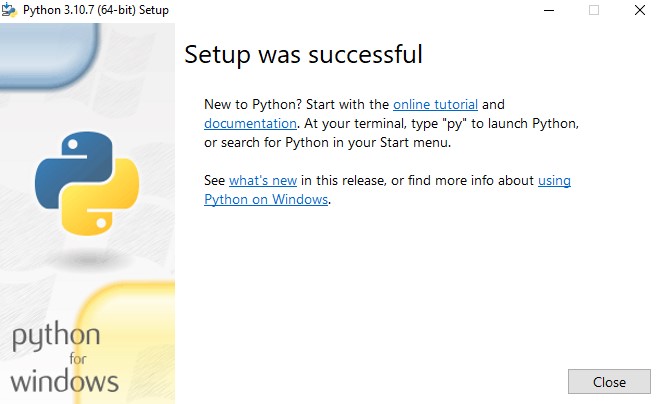 Python 3.10.7 (64-bit) Setup
Setup was successful
New to Python? Start with the online tutorial and
documentation. At your terminal, type "py" to launch Python,
or search for Python in your Start menu.
See what's new in this release, or find more info about using
Python on Windows.
python
for
windows
Close